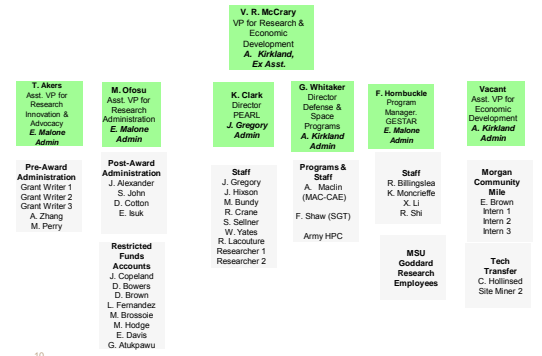 V. R. McCrary
VP for Research &
Economic
Development
A. Kirkland,
Ex Asst.
T. Akers
Asst. VP for
Research
Innovation &
Advocacy
E. Malone
Admin
M. Ofosu
Asst. VP for
Research
Administration
E. Malone
Admin
K. Clark
Director
PEARL
J. Gregory
Admin
G. Whitaker
Director
Defense &
Space
Programs
A. Kirkland
Admin
F. Hornbuckle
Program
Manager.
GESTAR
E. Malone
Admin
Vacant
Asst. VP for
Economic
Development
A. Kirkland
Admin
Pre-Award
Administration
Grant Writer 1
Grant Writer 2
Grant Writer 3
A. Zhang
M. Perry
Post-Award
Administration
J. Alexander
S. John
D. Cotton
E. Isuk
Restricted
Funds
Accounts
J. Copeland
D. Bowers
D. Brown
L. Fernandez
M. Brossoie
M. Hodge
E. Davis
G. Atukpawu
Staff
J. Gregory
J. Hixson
M. Bundy
R. Crane
S. Sellner
W. Yates
R. Lacouture
Researcher 1
Researcher 2
Programs &
Staff
A. Maclin
(MAC-CAE)
F. Shaw (SGT)
Army HPC
Staff
R. Billingslea
K. Moncrieffe
X. Li
R. Shi
MSU
Goddard
Research
Employees
Morgan
Community
Mile
E. Brown
Intern 1
Intern 2
Intern 3
Tech
Transfer
C. Hollinsed
Site Miner 2